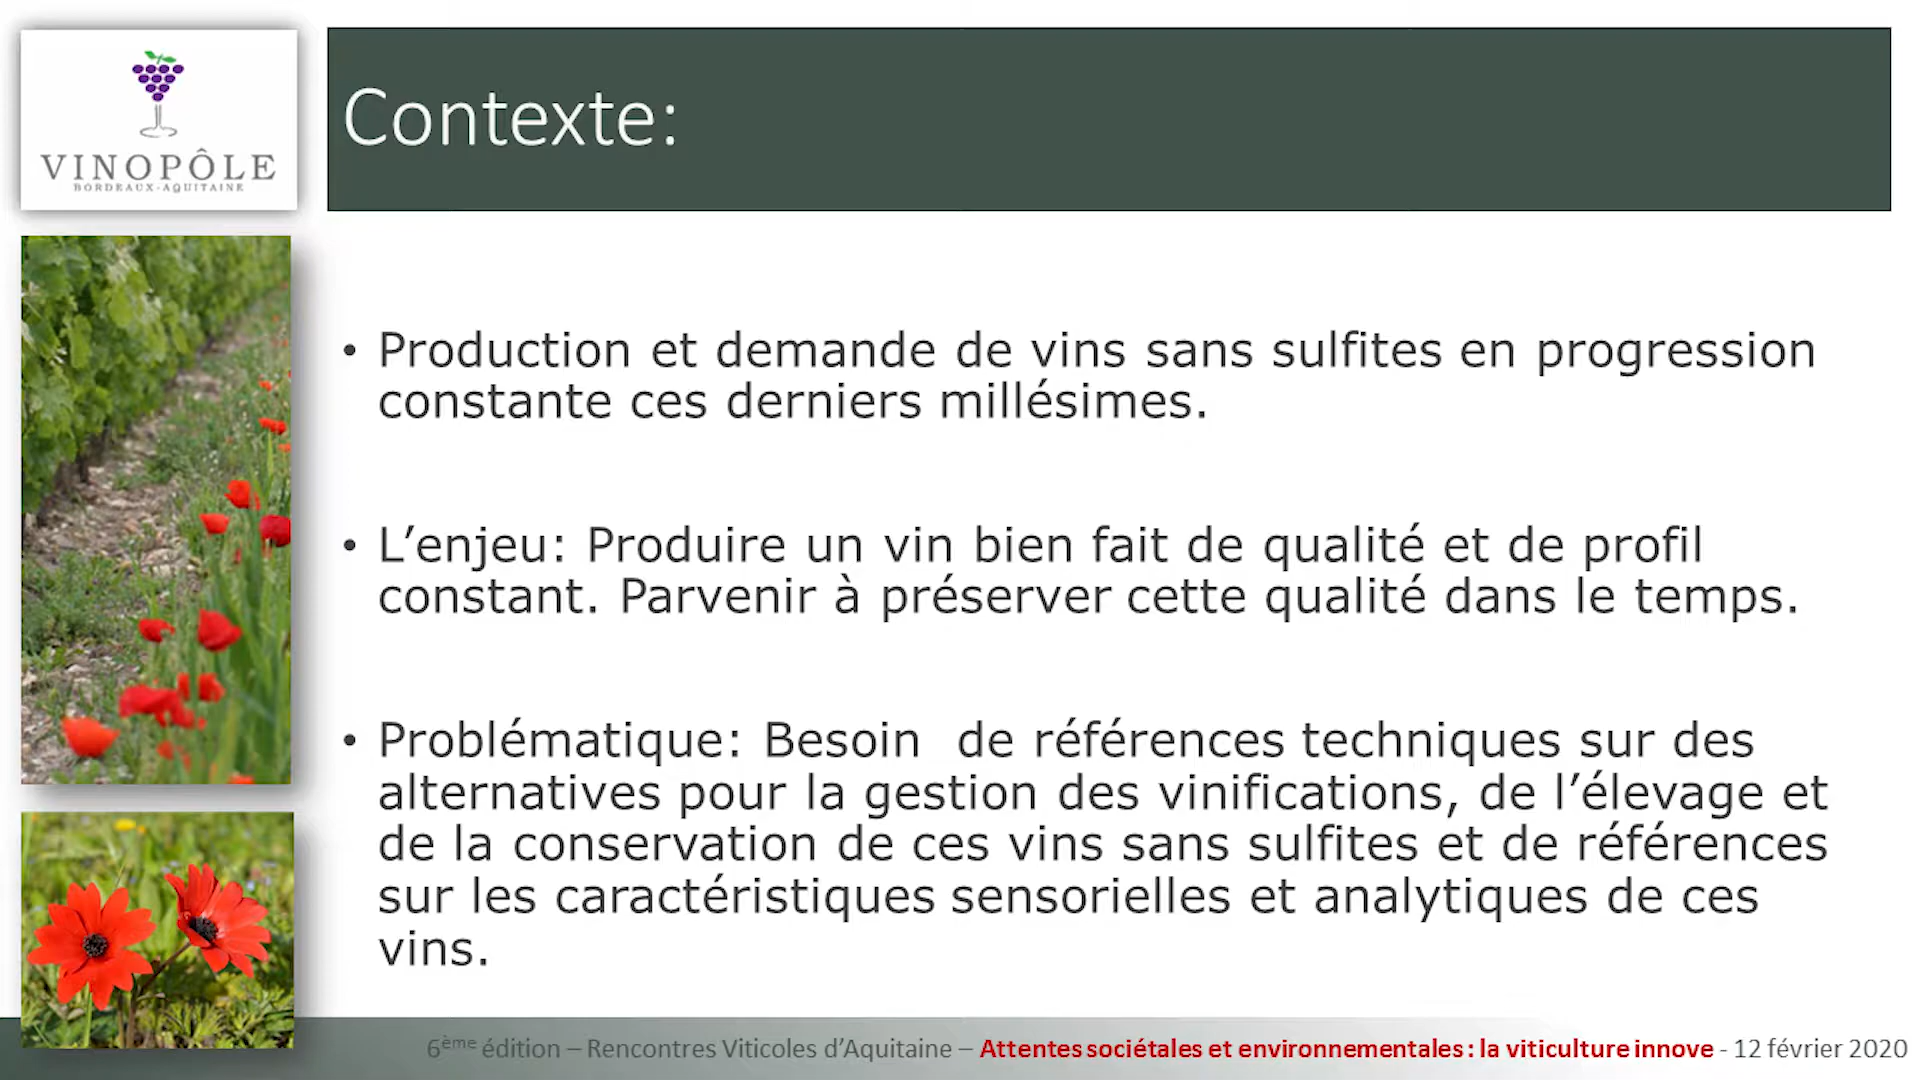 VINOPÔLE
BORDEAUX-AQUITAINE
Contexte:
• Production et demande de vins sans sulfites en progression
constante ces derniers millésimes.
• L’enjeu: Produire un vin bien fait de qualité et de profil
constant. Parvenir à préserver cette qualité dans le temps.
• Problématique: Besoin  de références techniques sur des
alternatives pour la gestion des vinifications, de l’élevage et
de la conservation de ces vins sans sulfites et de références
sur les caractéristiques sensorielles et analytiques de ces
vins.
6ème édition – Rencontres Viticoles d’Aquitaine – Attentes sociétales et environnementales : la viticulture innove - 12 février 2020